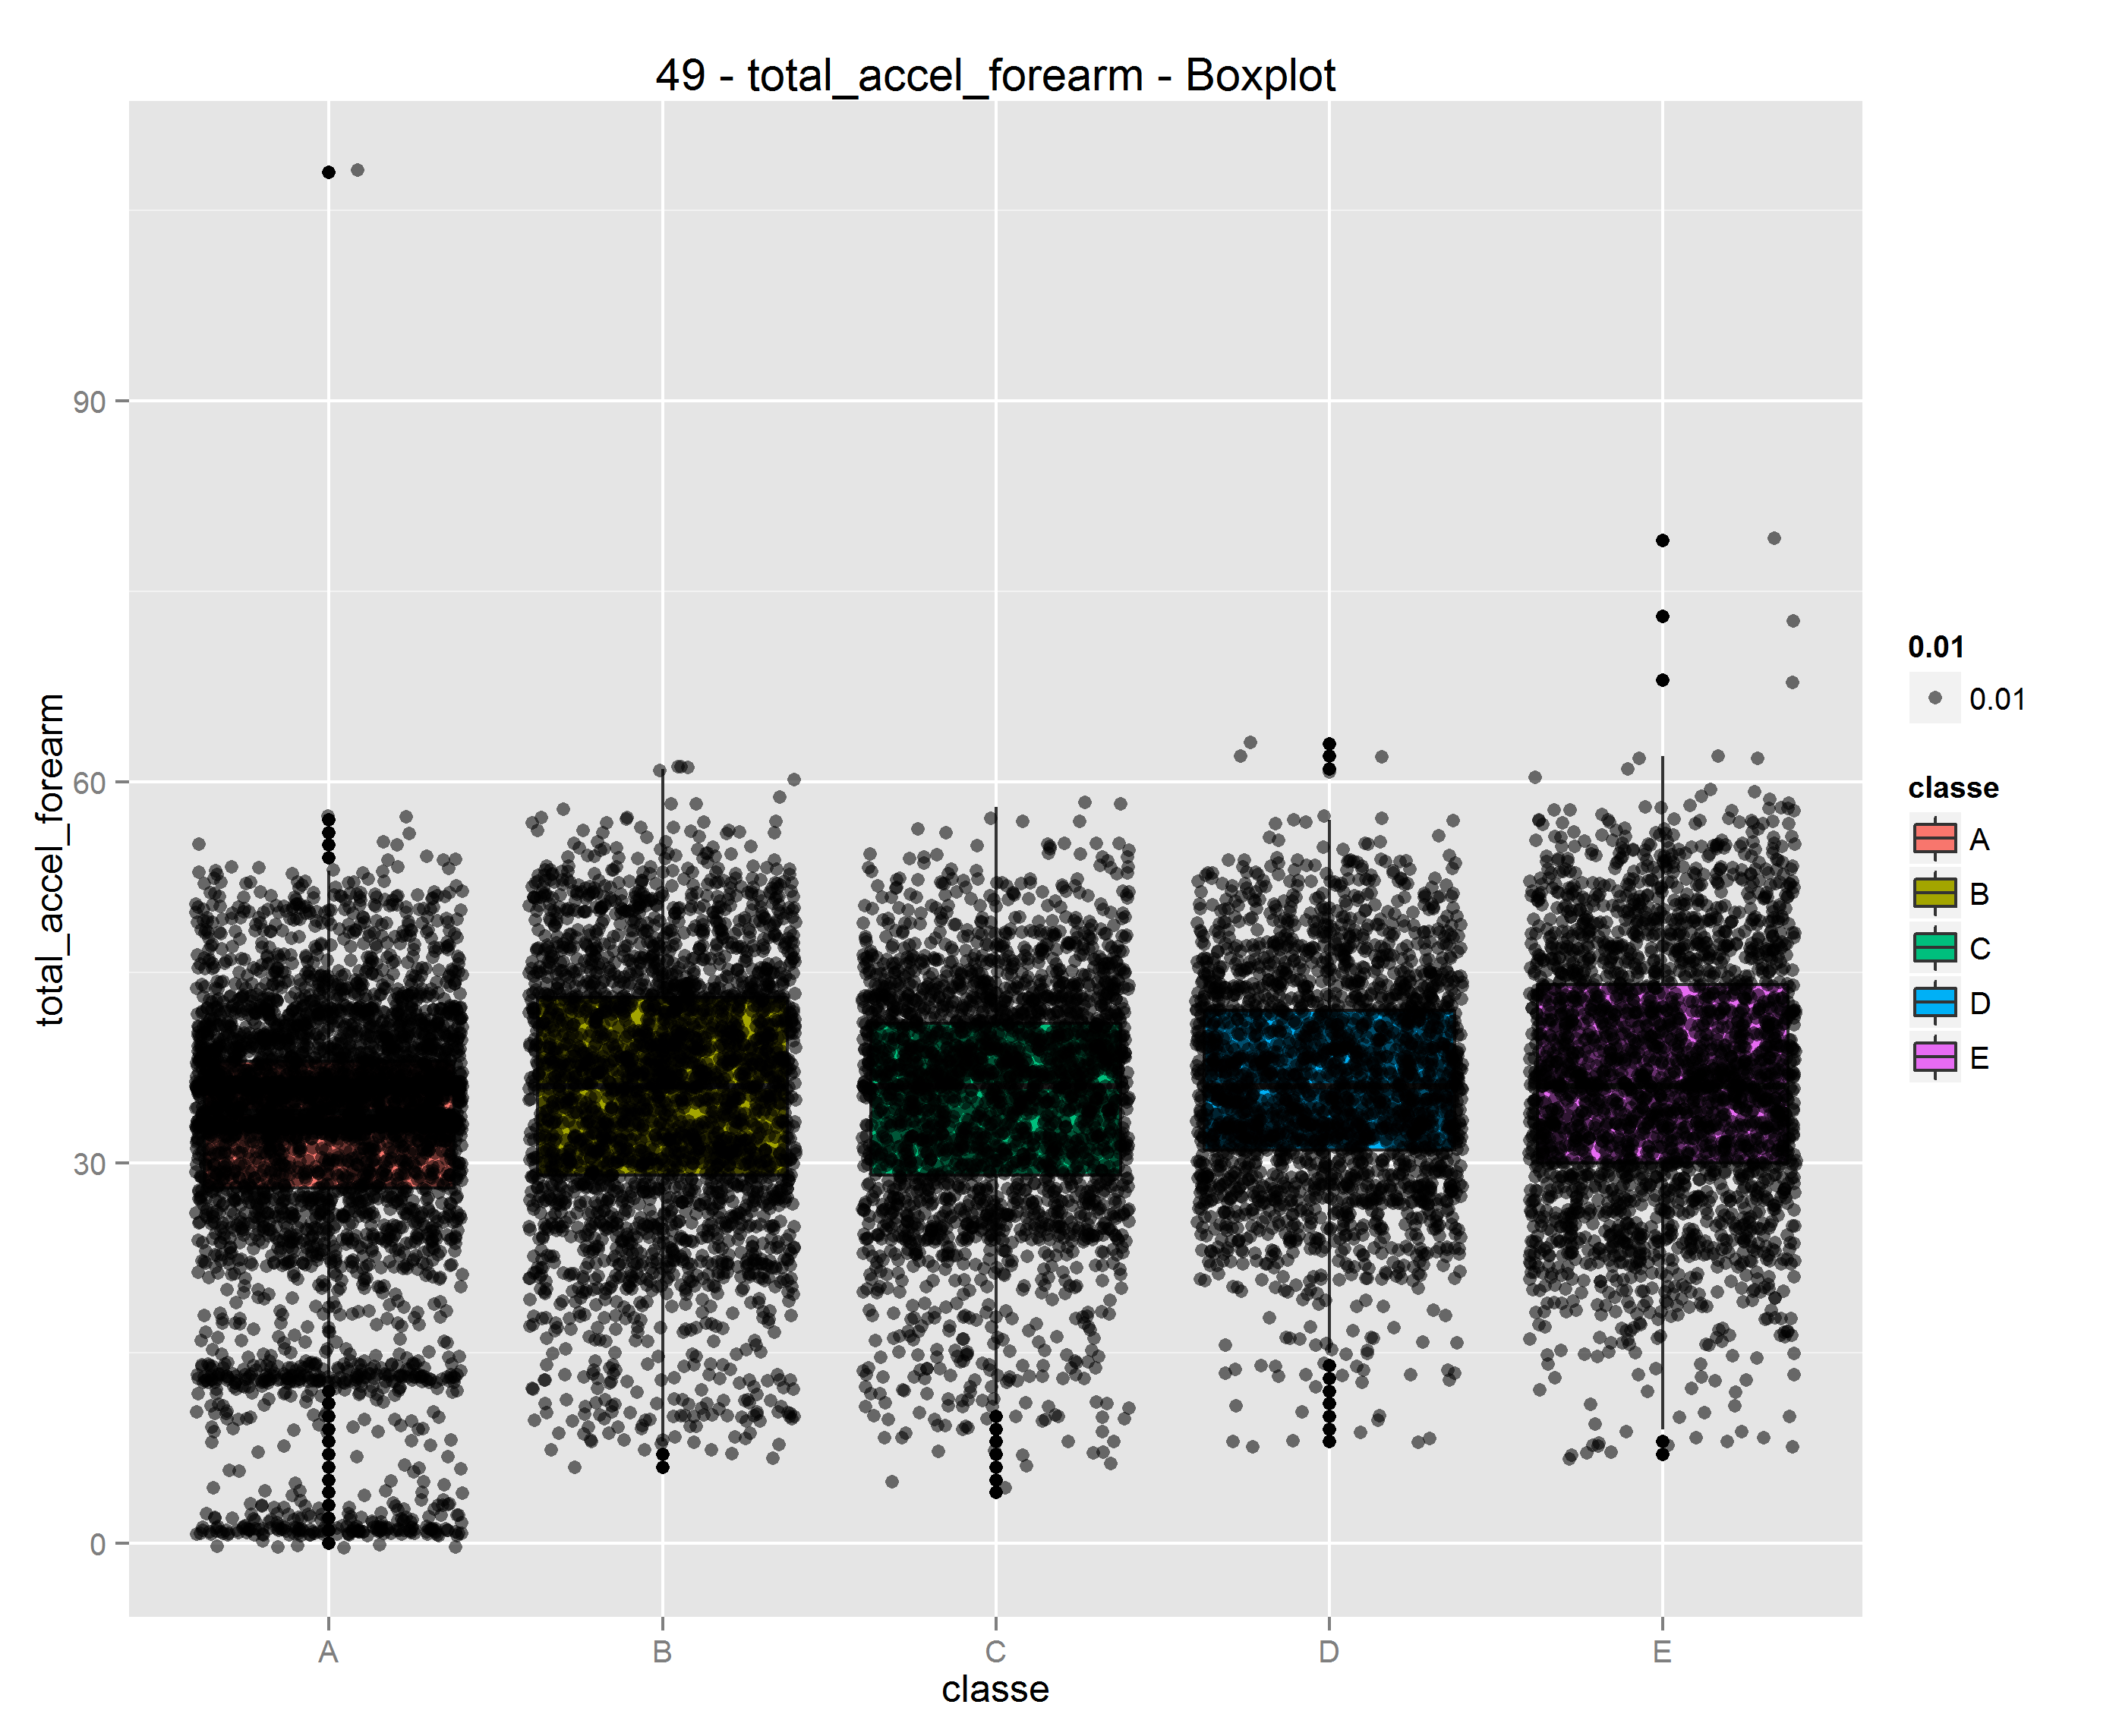 49 - total_accel_forearm - Boxplot
total_accel_forearm
90
60
30
0
A
B
C
D
E
classe
0.01
0.01
classe
A
B
C
D
E